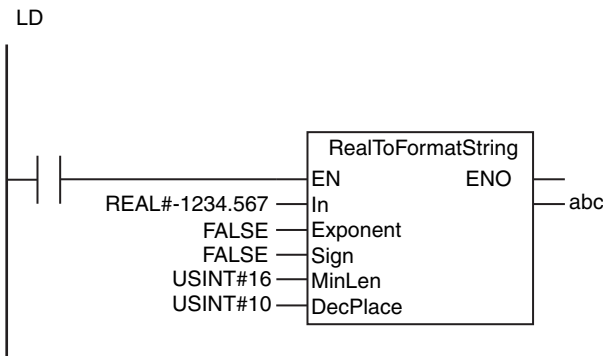 LD
RealToFormatString
EN ENO
REAL#-1234.567 In abc
FALSE Exponent
FALSE Sign
USINT#16 MinLen
USINT#10 DecPlace